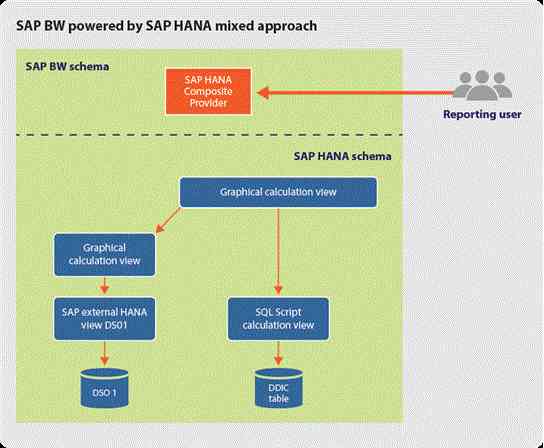 SAP BW powered by SAP HANA mixed approach
SAP BW schema
SAP HANA
Composite
Provider
Reporting user
SAP HANA schema
Graphical calculation view
Graphical
calculation view
SAP external HANA
view DS01
SQL Script
calculation view
DSO 1
DDIC
table